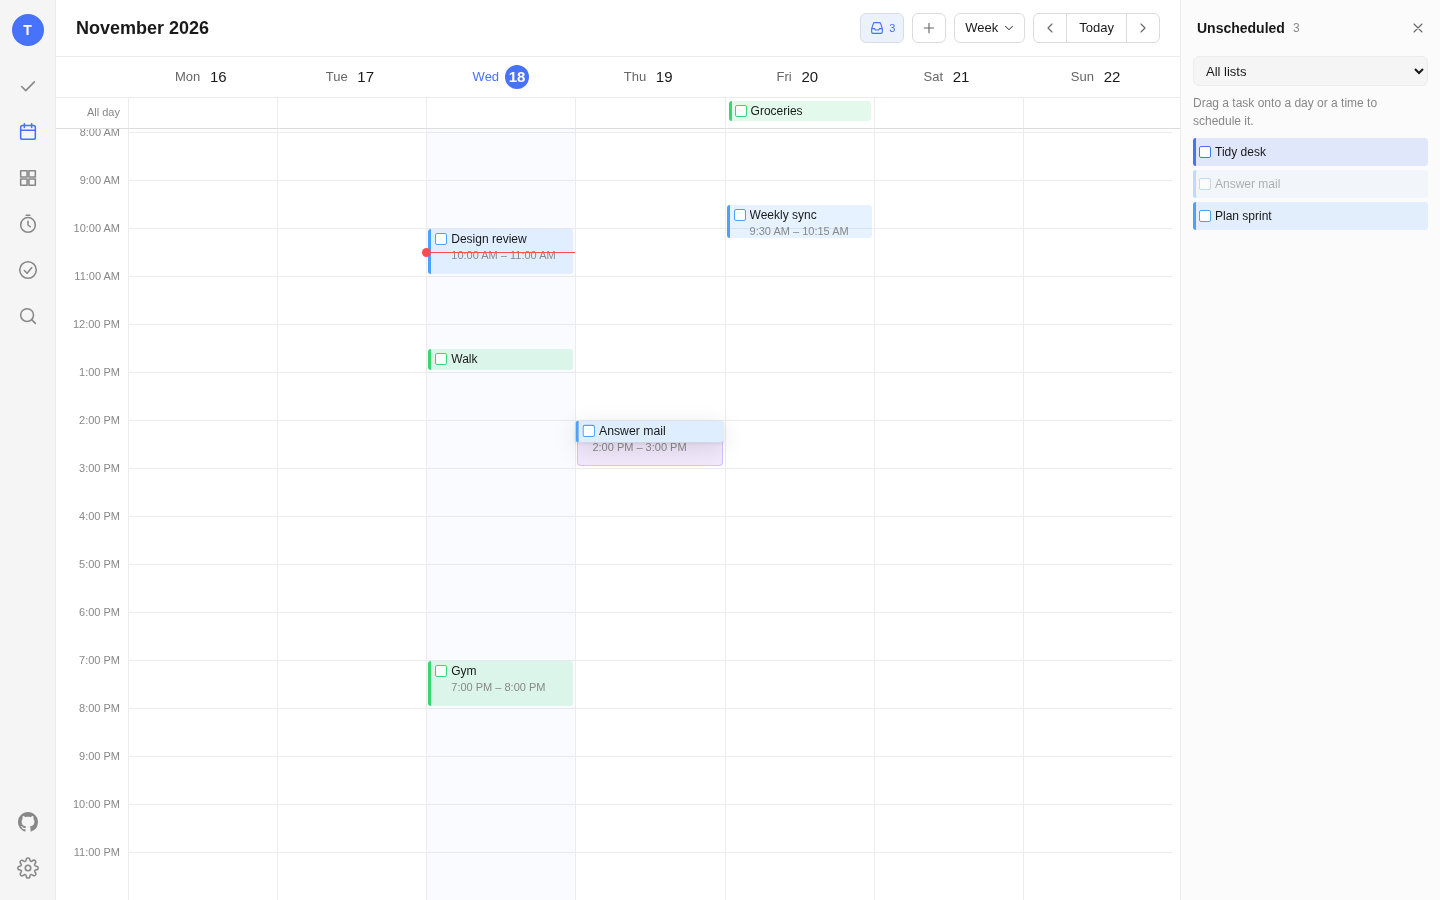 T
November 2026
3
Week
Today
Mon 16
Tue 17
Wed 18
Thu 19
Fri 20
Sat 21
Sun 22
All day
Groceries
8:00 AM
9:00 AM
10:00 AM
11:00 AM
12:00 PM
1:00 PM
2:00 PM
3:00 PM
4:00 PM
5:00 PM
6:00 PM
7:00 PM
8:00 PM
9:00 PM
10:00 PM
11:00 PM
Design review
10:00 AM – 11:00 AM
Walk
Gym
7:00 PM – 8:00 PM
Answer mail
2:00 PM – 3:00 PM
Weekly sync
9:30 AM – 10:15 AM
Unscheduled 3
All lists
Drag a task onto a day or a time to
schedule it.
Tidy desk
Answer mail
Plan sprint